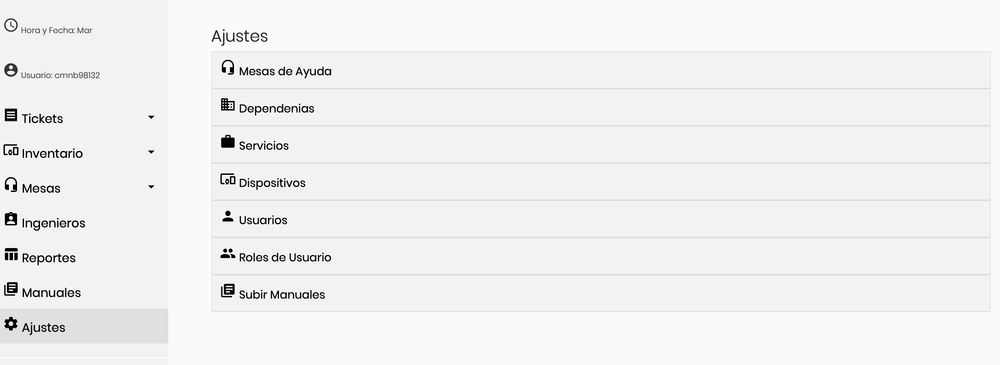 Hora y Fecha: Mar
Usuario: cmnb98132
Tickets
Inventario
Mesas
Ingenieros
Reportes
Manuales
Ajustes
Ajustes
Mesas de Ayuda
Dependenias
Servicios
Dispositivos
Usuarios
Roles de Usuario
Subir Manuales